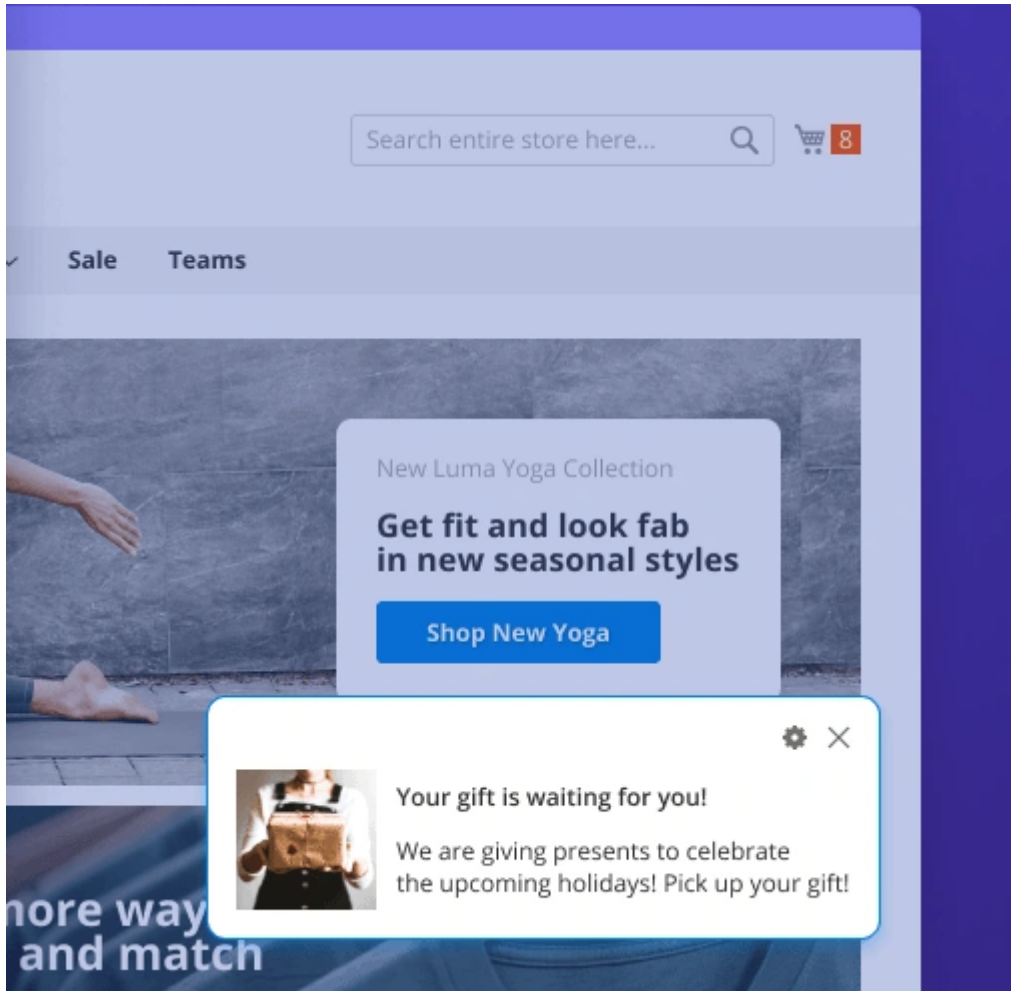 Search entire store here...
8
Sale Teams
New Luma Yoga Collection
Get fit and look fab
in new seasonal styles
Shop New Yoga
Your gift is waiting for you!
We are giving presents to celebrate
the upcoming holidays! Pick up your gift!
more way
and match